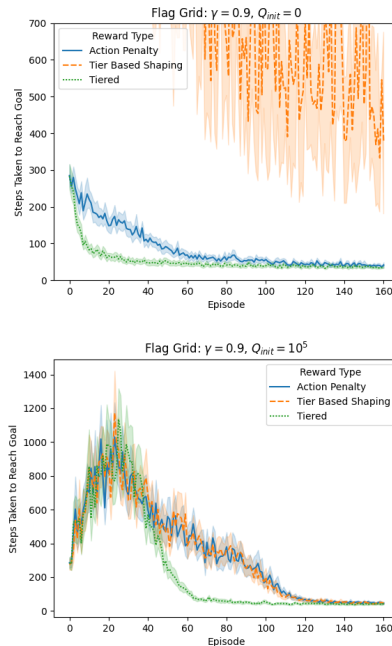 Flag Grid: γ = 0.9, Q_init = 0
Reward Type
Action Penalty
Tier Based Shaping
Tiered
Steps Taken to Reach Goal
700
600
500
400
300
200
100
0
0 20 40 60 80 100 120 140 160
Episode
Flag Grid: γ = 0.9, Q_init = 10^5
Reward Type
Action Penalty
Tier Based Shaping
Tiered
Steps Taken to Reach Goal
1400
1200
1000
800
600
400
200
0
0 20 40 60 80 100 120 140 160
Episode